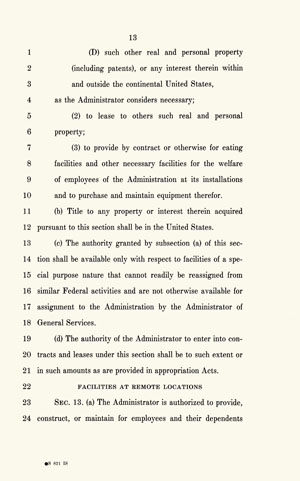 13
1 (D) such other real and personal property
2 (including patents), or any interest therein within
3 and outside the continental United States,
4 as the Administrator considers necessary;
5 (2) to lease to others such real and personal
6 property;
7 (3) to provide by contract or otherwise for eating
8 facilities and other necessary facilities for the welfare
9 of employees of the Administration at its installations
10 and to purchase and maintain equipment therefor.
11 (b) Title to any property or interest therein acquired
12 pursuant to this section shall be in the United States.
13 (c) The authority granted by subsection (a) of this sec-
14 tion shall be available only with respect to facilities of a spe-
15 cial purpose nature that cannot readily be reassigned from
16 similar Federal activities and are not otherwise available for
17 assignment to the Administration by the Administrator of
18 General Services.
19 (d) The authority of the Administrator to enter into con-
20 tracts and leases under this section shall be to such extent or
21 in such amounts as are provided in appropriation Acts.
22 FACILITIES AT REMOTE LOCATIONS
23 SEC. 13. (a) The Administrator is authorized to provide,
24 construct, or maintain for employees and their dependents